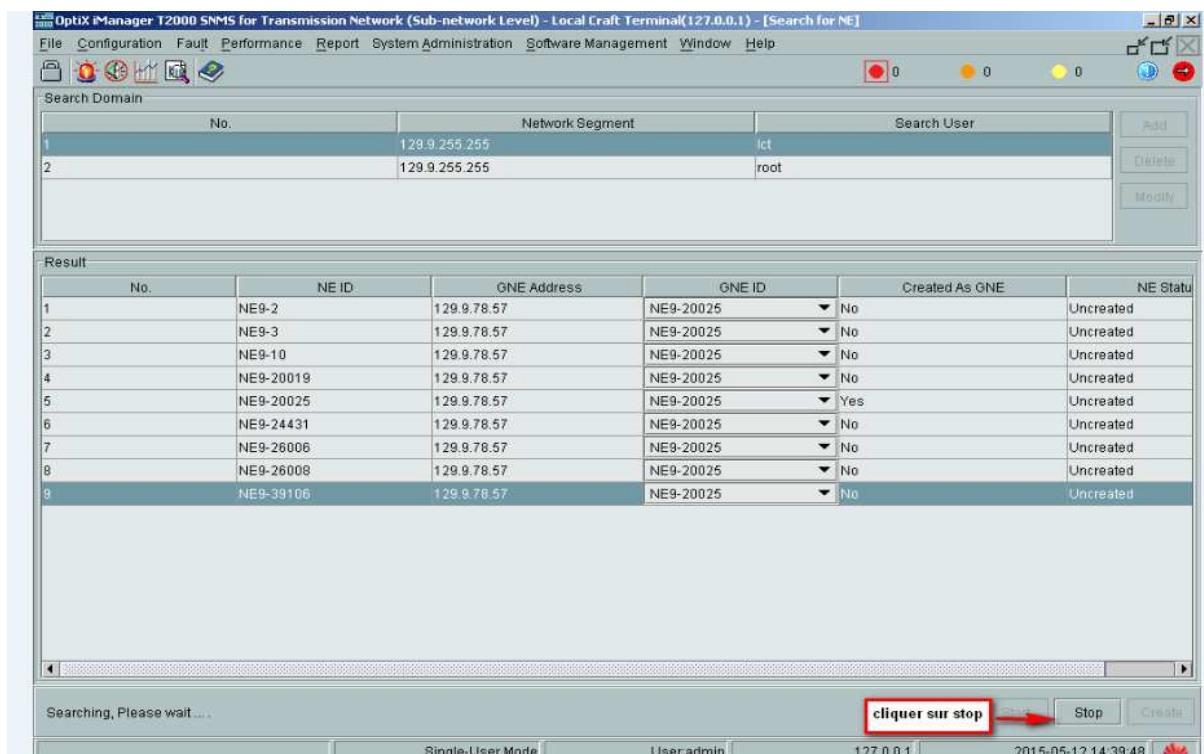 OptiX iManager T2000 SNMS for Transmission Network (Sub-network Level) - Local Craft Terminal(127.0.0.1) - [Search for NE]
File Configuration Fault Performance Report System Administration Software Management Window Help
0 0 0
Search Domain
No. Network Segment Search User
1 129.9.255.255 lct
2 129.9.255.255 root
Add
Delete
Modify
Result
No. NE ID GNE Address GNE ID Created As GNE NE Statu
1 NE9-2 129.9.78.57 NE9-20025 No Uncreated
2 NE9-3 129.9.78.57 NE9-20025 No Uncreated
3 NE9-10 129.9.78.57 NE9-20025 No Uncreated
4 NE9-20019 129.9.78.57 NE9-20025 No Uncreated
5 NE9-20025 129.9.78.57 NE9-20025 Yes Uncreated
6 NE9-24431 129.9.78.57 NE9-20025 No Uncreated
7 NE9-26006 129.9.78.57 NE9-20025 No Uncreated
8 NE9-26008 129.9.78.57 NE9-20025 No Uncreated
9 NE9-39106 129.9.78.57 NE9-20025 No Uncreated
Searching, Please wait ... .
cliquer sur stop
Start Stop Create
Single-User Mode User:admin 127.0.0.1 2015-05-12 14:39:48